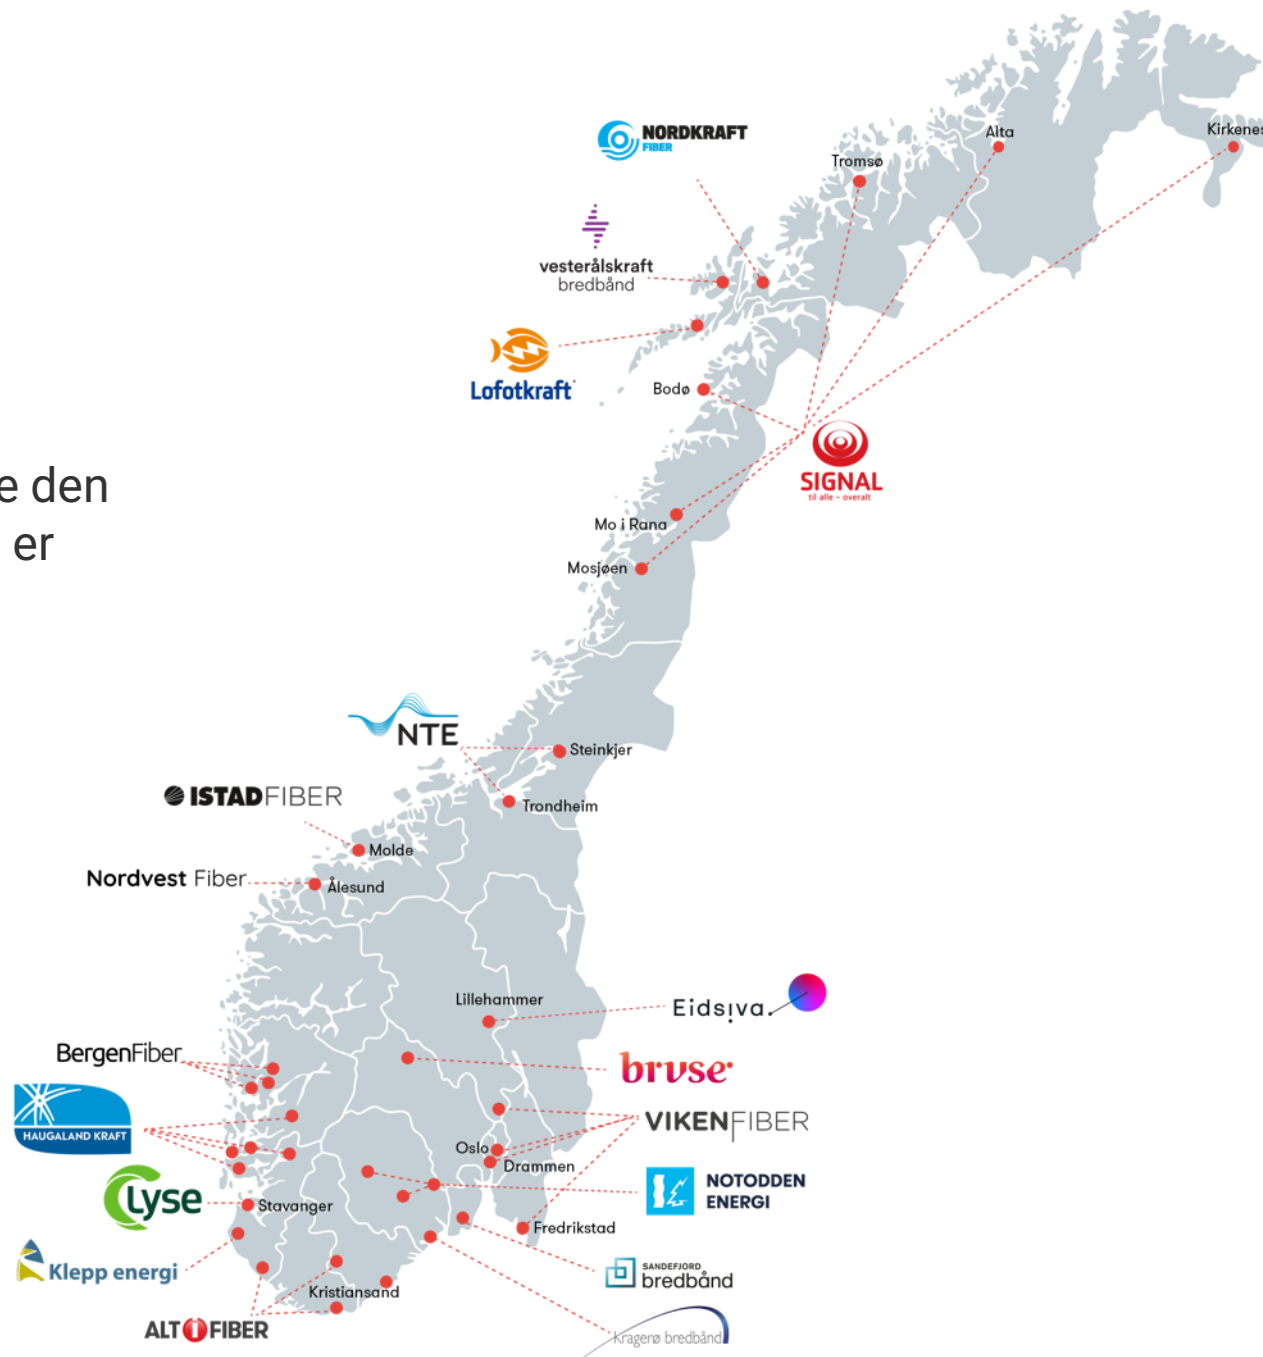 NORDKRAFT
FIBER
Alta
Kirkenes
Tromsø
vesterålskraft
bredbånd
Lofotkraft
Bodø
SIGNAL
til alle - overalt
e den
er
Mo i Rana
Mosjøen
NTE
Steinkjer
ISTADFIBER
Trondheim
Molde
Nordvest Fiber
Ålesund
Lillehammer
Eidsiva.
BergenFiber
bryse
HAUGALAND KRAFT
VIKENFIBER
Oslo
Drammen
Lyse
NOTODDEN
ENERGI
Stavanger
Fredrikstad
Klepp energi
SANDEFJORD
bredbånd
Kristiansand
ALTiFIBER
Kragerø bredbånd